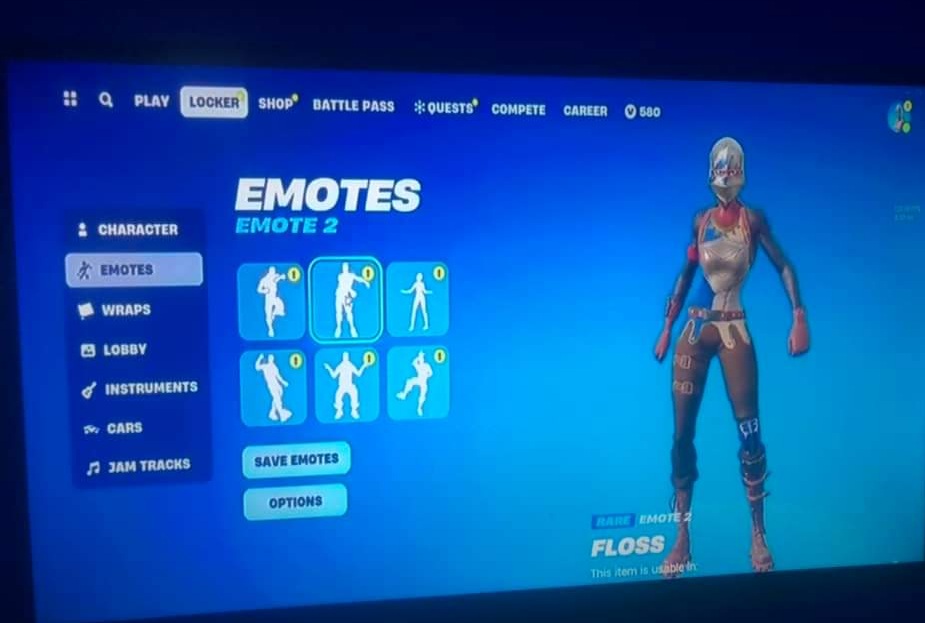 PLAY LOCKER SHOP BATTLE PASS QUESTS COMPETE CAREER 580
EMOTES
EMOTE 2
CHARACTER
EMOTES
WRAPS
LOBBY
INSTRUMENTS
CARS
JAM TRACKS
SAVE EMOTES
OPTIONS
RARE EMOTE 2
FLOSS
This item is usable in: